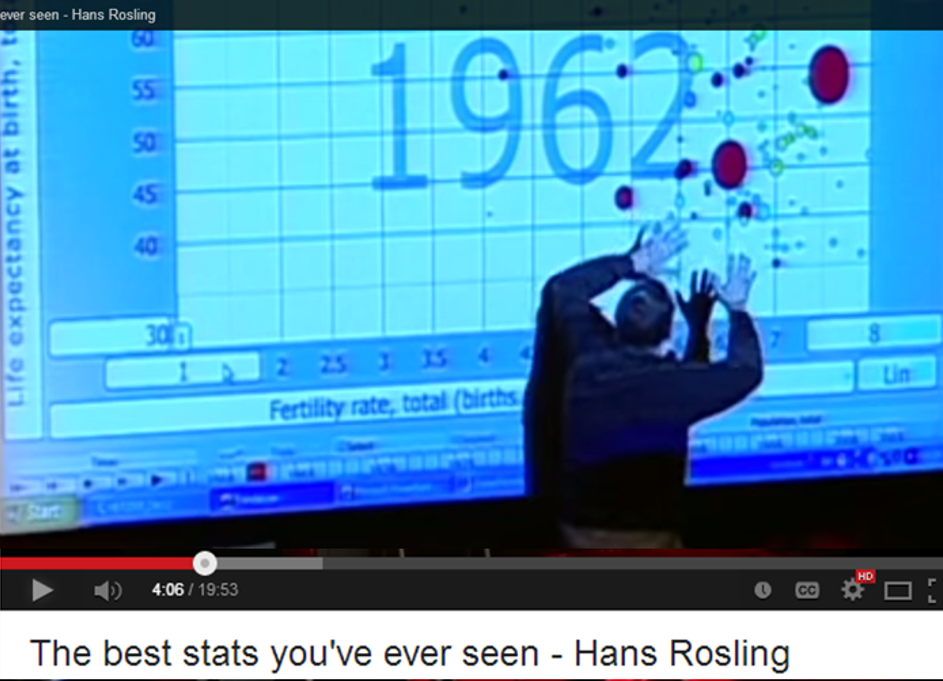 ever seen - Hans Rosling
Life expectancy at birth, to
60
55
50
45
40
30
1962
1
2
2.5
3
3.5
4
4
7
8
Lin
Fertility rate, total (births
Start
4:06 / 19:53
CC
HD
The best stats you've ever seen - Hans Rosling